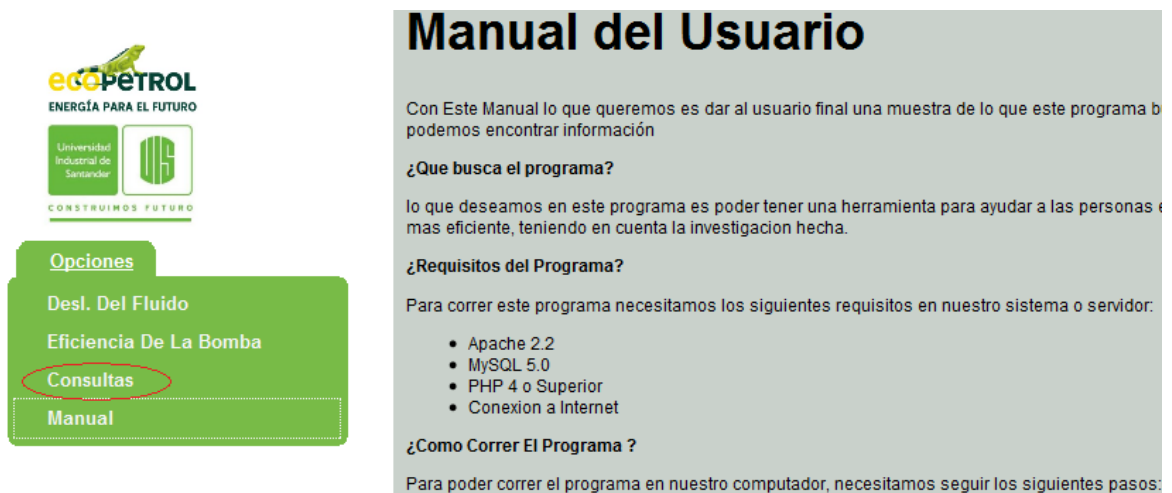 ecoPETROL
ENERGÍA PARA EL FUTURO
Universidad
Industrial de
Santander
UIS
CONSTRUIMOS FUTURO
Opciones
Desl. Del Fluido
Eficiencia De La Bomba
Consultas
Manual
Manual del Usuario
Con Este Manual lo que queremos es dar al usuario final una muestra de lo que este programa
podemos encontrar información
¿Que busca el programa?
lo que deseamos en este programa es poder tener una herramienta para ayudar a las personas
mas eficiente, teniendo en cuenta la investigacion hecha.
¿Requisitos del Programa?
Para correr este programa necesitamos los siguientes requisitos en nuestro sistema o servidor:
• Apache 2.2
• MySQL 5.0
• PHP 4 o Superior
• Conexion a Internet
¿Como Correr El Programa ?
Para poder correr el programa en nuestro computador, necesitamos seguir los siguientes pasos: